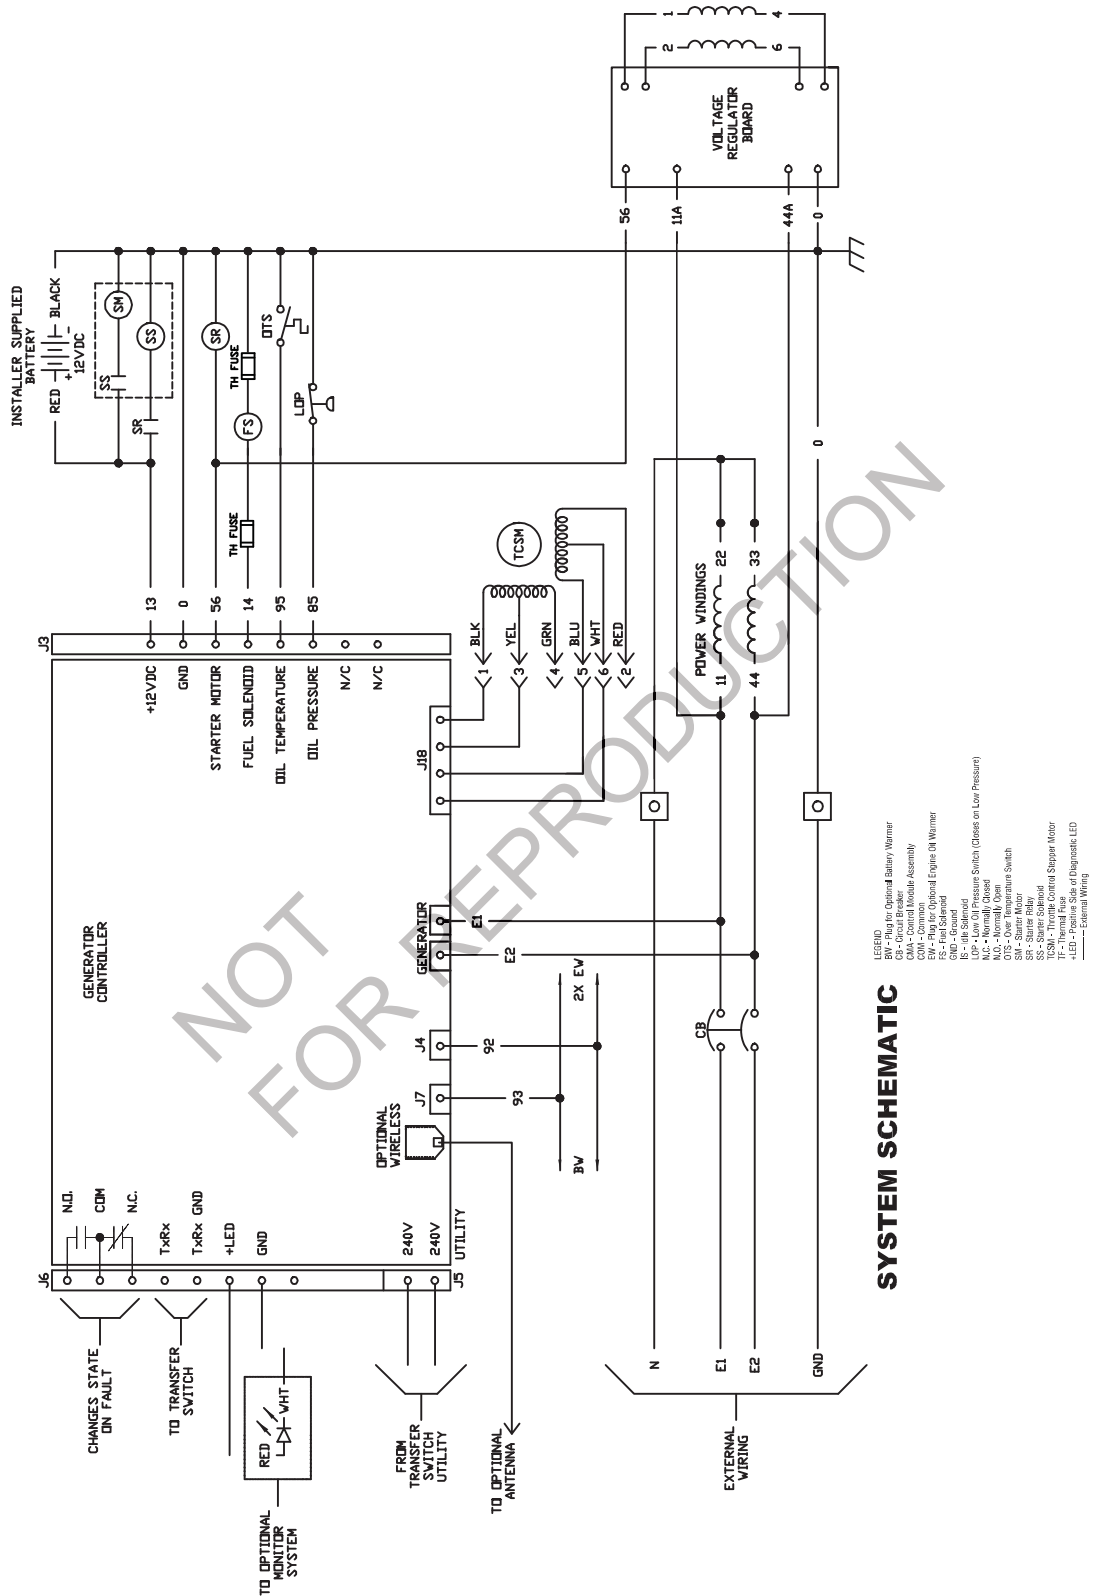 INSTALLER SUPPLIED
BATTERY
RED
BLACK
+
-
12VDC
SM
SS
SS
SR
SR
FS
TH FUSE
TH FUSE
OTS
LOP
J3
13
0
56
14
95
85
+12VDC
GND
STARTER MOTOR
FUEL SOLENOID
OIL TEMPERATURE
OIL PRESSURE
N/C
N/C
GENERATOR
CONTROLLER
1
4
2
6
VOLTAGE
REGULATOR
BOARD
56
11A
44A
0
TCSM
BLK
YEL
GRN
BLU
WHT
RED
1
3
4
5
6
2
J18
POWER WINDINGS
22
33
11
44
0
GENERATOR
E1
E2
J4
92
2X EW
J7
93
BW
OPTIONAL
WIRELESS
CB
J6
N.O.
COM
N.C.
TxRx
TxRx GND
+LED
GND
240V
240V
J5
UTILITY
CHANGES STATE
ON FAULT
TO TRANSFER
SWITCH
RED
WHT
TO OPTIONAL
MONITOR
SYSTEM
FROM
TRANSFER
SWITCH
UTILITY
TO OPTIONAL
ANTENNA
N
E1
E2
GND
EXTERNAL
WIRING
NOT
FOR REPRODUCTION
SYSTEM SCHEMATIC
LEGEND
BW - Plug for Optional Battery Warmer
CB - Circuit Breaker
CMA - Control Module Assembly
COM - Common
EW - Plug for Optional Engine Oil Warmer
FS - Fuel Solenoid
GND - Ground
IS - Idle Solenoid
LOP - Low Oil Pressure Switch (Closes on Low Pressure)
N.C. - Normally Closed
N.O. - Normally Open
OTS - Over Temperature Switch
SM - Starter Motor
SR - Starter Relay
SS - Starter Solenoid
TCSM - Throttle Control Stepper Motor
TF - Thermal Fuse
+LED - Positive Side of Diagnostic LED
——— - External Wiring